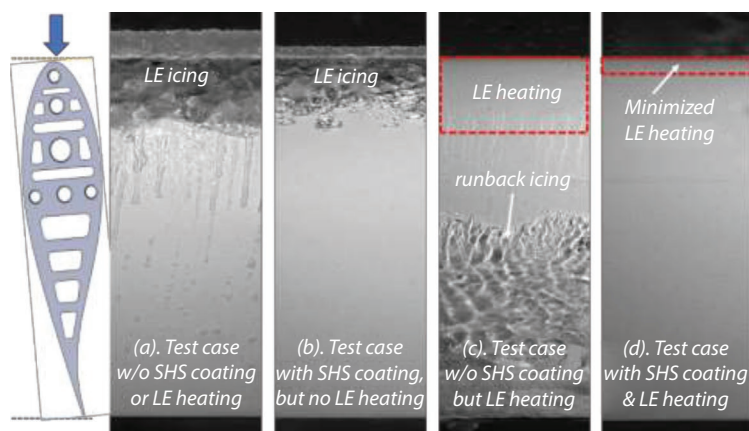 LE icing
LE icing
LE heating
Minimized
LE heating
runback icing
(a). Test case
w/o SHS coating
or LE heating
(b). Test case
with SHS coating,
but no LE heating
(c). Test case
w/o SHS coating
but LE heating
(d). Test case
with SHS coating
& LE heating